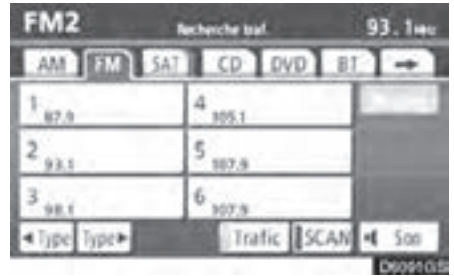 FM2 Recherche traf. 93.1MHz
AM FM SAT CD DVD BT
1 87.9 4 105.1
2 93.1 5 107.9
3 98.1 6 107.9
Type Type Trafic SCAN Son